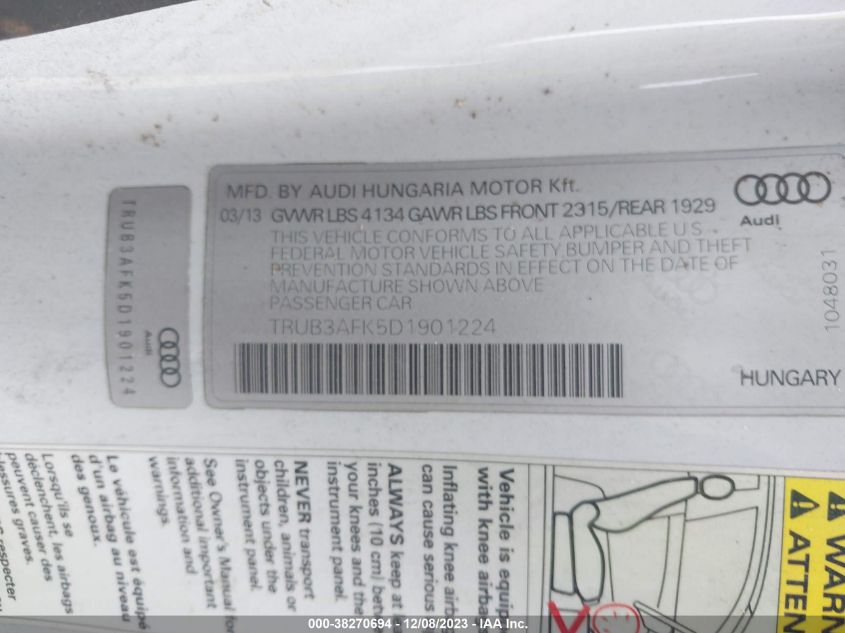 MFD. BY AUDI HUNGARIA MOTOR Kft.
03/13 GVWR LBS 4134 GAWR LBS FRONT 2315/REAR 1929
THIS VEHICLE CONFORMS TO ALL APPLICABLE U S
FEDERAL MOTOR VEHICLE SAFETY BUMPER AND THEFT
PREVENTION STANDARDS IN EFFECT ON THE DATE OF
MANUFACTURE SHOWN ABOVE
PASSENGER CAR
TRUB3AFK5D1901224
Audi
1048031
HUNGARY
TRUB3AFK5D1901224
Audi
WARN
ATTEN
Vehicle is equip
with knee airbag
Inflating knee airb
can cause serious
ALWAYS keep at
inches (10 cm) betw
your knees and the
instrument panel.
NEVER transport
children, animals or
objects under the
instrument panel.
See Owner's Manual for
additional important
information and
warnings.
Le véhicule est équipé
d'un airbag au niveau
des genoux.
Lorsqu'ils se
déclenchent, les airbags
peuvent causer des
blessures graves.
respecter
000-38270694 - 12/08/2023 - IAA Inc.